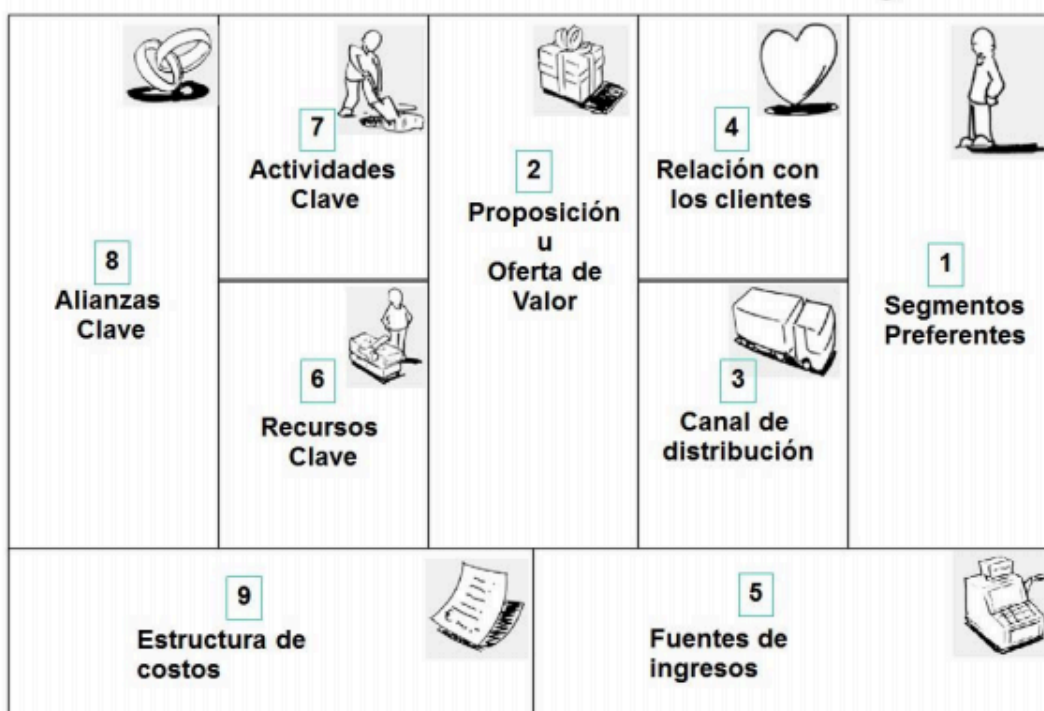 8
Alianzas
Clave
7
Actividades
Clave
6
Recursos
Clave
2
Proposición
u
Oferta de
Valor
4
Relación con
los clientes
3
Canal de
distribución
1
Segmentos
Preferentes
9
Estructura de
costos
5
Fuentes de
ingresos